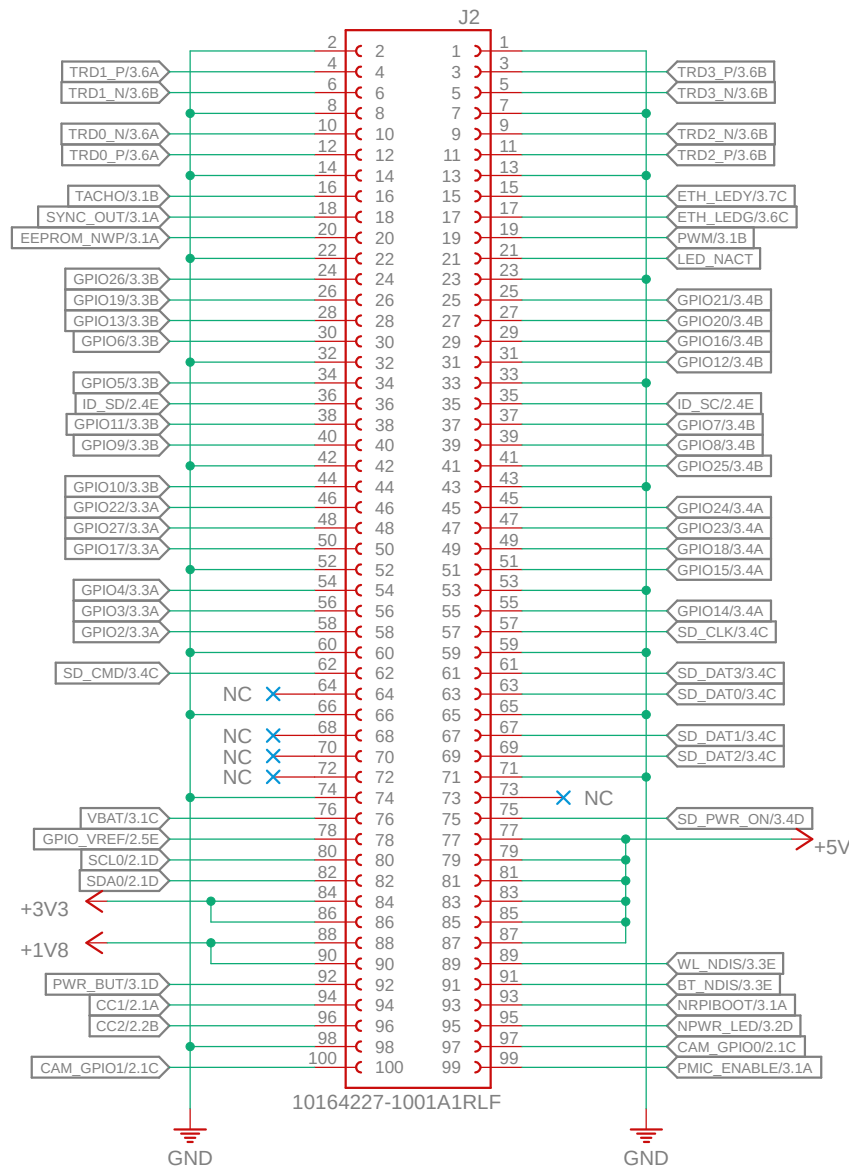 J2
2 2 1 1
TRD1_P/3.6A 4 4 3 3 TRD3_P/3.6B
TRD1_N/3.6B 6 6 5 5 TRD3_N/3.6B
8 8 7 7
TRD0_N/3.6A 10 10 9 9 TRD2_N/3.6B
TRD0_P/3.6A 12 12 11 11 TRD2_P/3.6B
14 14 13 13
TACHO/3.1B 16 16 15 15 ETH_LEDY/3.7C
SYNC_OUT/3.1A 18 18 17 17 ETH_LEDG/3.6C
EEPROM_NWP/3.1A 20 20 19 19 PWM/3.1B
22 22 21 21 LED_NACT
GPIO26/3.3B 24 24 23 23
GPIO19/3.3B 26 26 25 25 GPIO21/3.4B
GPIO13/3.3B 28 28 27 27 GPIO20/3.4B
GPIO6/3.3B 30 30 29 29 GPIO16/3.4B
32 32 31 31 GPIO12/3.4B
GPIO5/3.3B 34 34 33 33
ID_SD/2.4E 36 36 35 35 ID_SC/2.4E
GPIO11/3.3B 38 38 37 37 GPIO7/3.4B
GPIO9/3.3B 40 40 39 39 GPIO8/3.4B
42 42 41 41 GPIO25/3.4B
GPIO10/3.3B 44 44 43 43
GPIO22/3.3A 46 46 45 45 GPIO24/3.4A
GPIO27/3.3A 48 48 47 47 GPIO23/3.4A
GPIO17/3.3A 50 50 49 49 GPIO18/3.4A
52 52 51 51 GPIO15/3.4A
GPIO4/3.3A 54 54 53 53
GPIO3/3.3A 56 56 55 55 GPIO14/3.4A
GPIO2/3.3A 58 58 57 57 SD_CLK/3.4C
60 60 59 59
SD_CMD/3.4C 62 62 61 61 SD_DAT3/3.4C
NC 64 64 63 63 SD_DAT0/3.4C
66 66 65 65
NC 68 68 67 67 SD_DAT1/3.4C
NC 70 70 69 69 SD_DAT2/3.4C
NC 72 72 71 71
74 74 73 73 NC
VBAT/3.1C 76 76 75 75 SD_PWR_ON/3.4D
GPIO_VREF/2.5E 78 78 77 77 +5V
SCL0/2.1D 80 80 79 79
SDA0/2.1D 82 82 81 81
+3V3 84 84 83 83
86 86 85 85
+1V8 88 88 87 87
90 90 89 89 WL_NDIS/3.3E
PWR_BUT/3.1D 92 92 91 91 BT_NDIS/3.3E
CC1/2.1A 94 94 93 93 NRPIBOOT/3.1A
CC2/2.2B 96 96 95 95 NPWR_LED/3.2D
98 98 97 97 CAM_GPIO0/2.1C
CAM_GPIO1/2.1C 100 100 99 99 PMIC_ENABLE/3.1A
10164227-1001A1RLF
GND GND